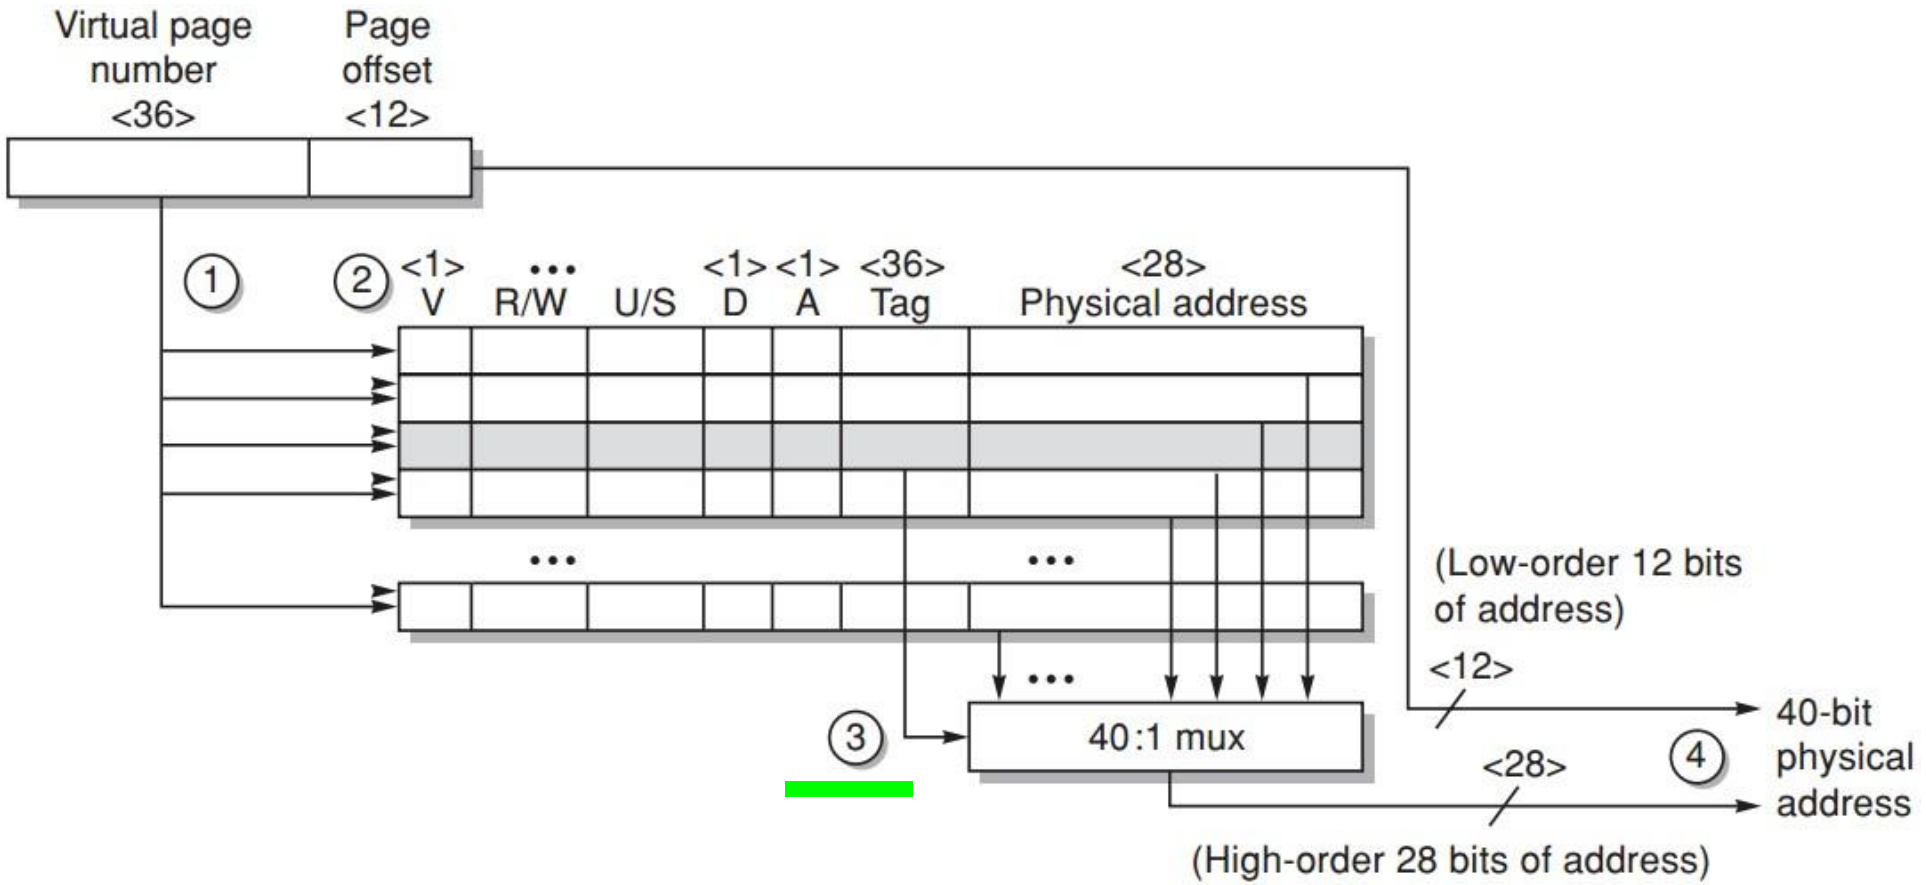 Virtual page
number
<36>
Page
offset
<12>
1
2
<1>
V
•••
R/W
U/S
<1>
D
<1>
A
<36>
Tag
<28>
Physical address
•••
•••
•••
(Low-order 12 bits
of address)
<12>
3
40:1 mux
40-bit
physical
address
4
<28>
(High-order 28 bits of address)